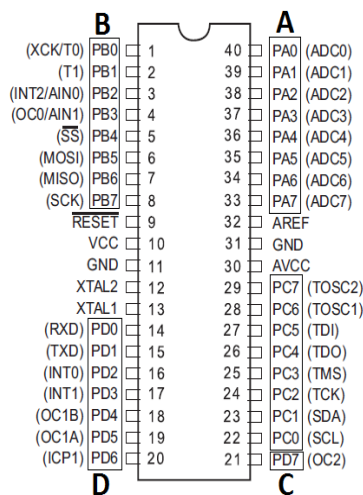 B A
(XCK/T0) PB0 1 40 PA0 (ADC0)
(T1) PB1 2 39 PA1 (ADC1)
(INT2/AIN0) PB2 3 38 PA2 (ADC2)
(OC0/AIN1) PB3 4 37 PA3 (ADC3)
(SS) PB4 5 36 PA4 (ADC4)
(MOSI) PB5 6 35 PA5 (ADC5)
(MISO) PB6 7 34 PA6 (ADC6)
(SCK) PB7 8 33 PA7 (ADC7)
RESET 9 32 AREF
VCC 10 31 GND
GND 11 30 AVCC
XTAL2 12 29 PC7 (TOSC2)
XTAL1 13 28 PC6 (TOSC1)
(RXD) PD0 14 27 PC5 (TDI)
(TXD) PD1 15 26 PC4 (TDO)
(INT0) PD2 16 25 PC3 (TMS)
(INT1) PD3 17 24 PC2 (TCK)
(OC1B) PD4 18 23 PC1 (SDA)
(OC1A) PD5 19 22 PC0 (SCL)
(ICP1) PD6 20 21 PD7 (OC2)
D C